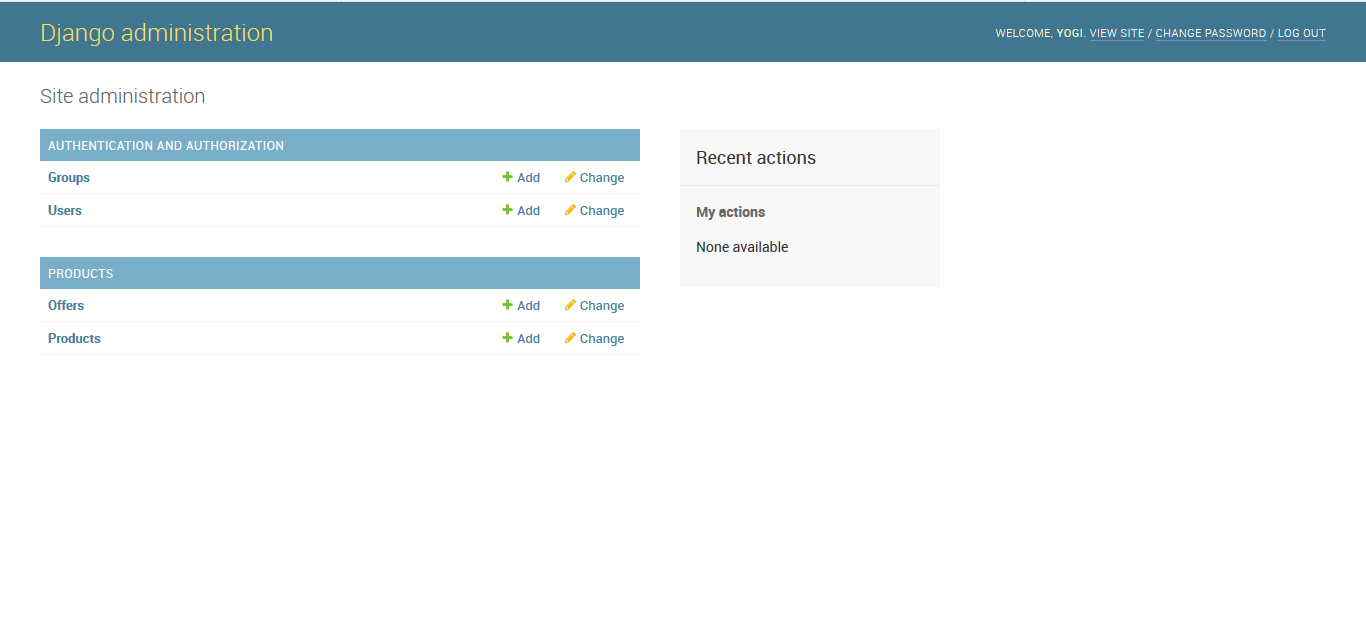 Django administration
WELCOME, YOGI. VIEW SITE / CHANGE PASSWORD / LOG OUT
Site administration
AUTHENTICATION AND AUTHORIZATION
Groups Add Change
Users Add Change
PRODUCTS
Offers Add Change
Products Add Change
Recent actions
My actions
None available